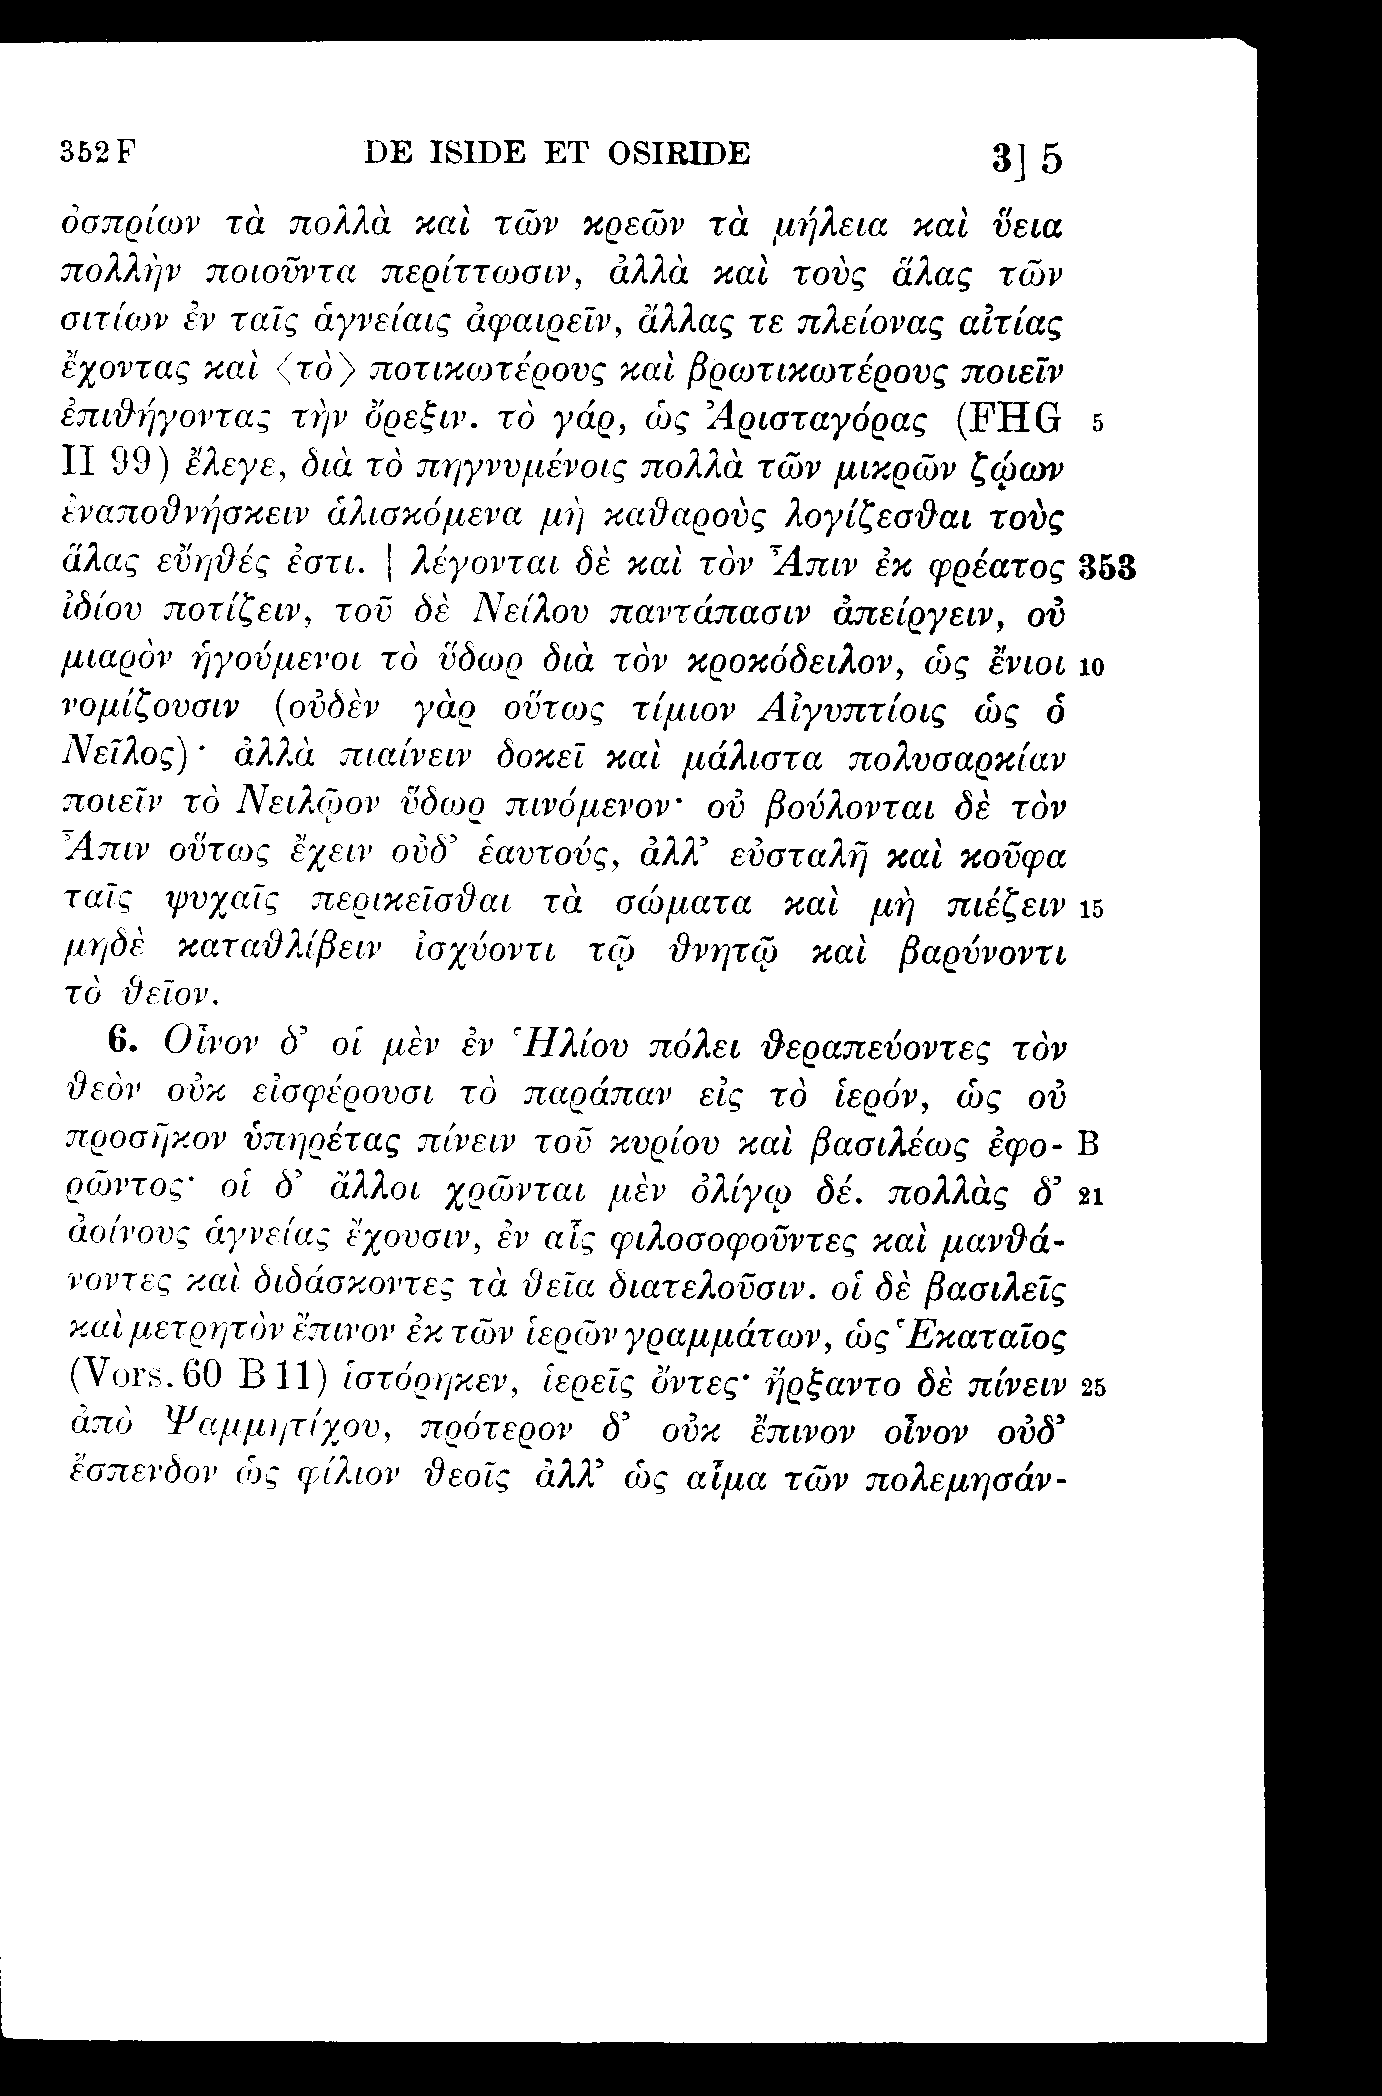 352 F DE ISIDE ET OSIRIDE 3] 5
ὀσπρίων τὰ πολλὰ καὶ τῶν κρεῶν τὰ μήλεια καὶ ὕεια
πολλὴν ποιοῦντα περίττωσιν, ἀλλὰ καὶ τοὺς ἅλας τῶν
σιτίων ἐν ταῖς ἁγνείαις ἀφαιρεῖν, ἄλλας τε πλείονας αἰτίας
ἔχοντας καὶ ⟨τὸ⟩ ποτικωτέρους καὶ βρωτικωτέρους ποιεῖν
ἐπιθήγοντας τὴν ὄρεξιν. τὸ γάρ, ὡς Ἀρισταγόρας (FHG 5
II 99) ἔλεγε, διὰ τὸ πηγνυμένοις πολλὰ τῶν μικρῶν ζῴων
ἐναποθνήσκειν ἁλισκόμενα μὴ καθαροὺς λογίζεσθαι τοὺς
ἅλας εὔηθές ἐστι. | λέγονται δὲ καὶ τὸν Ἆπιν ἐκ φρέατος 353
ἰδίου ποτίζειν, τοῦ δὲ Νείλου παντάπασιν ἀπείργειν, οὐ
μιαρὸν ἡγούμενοι τὸ ὕδωρ διὰ τὸν κροκόδειλον, ὡς ἔνιοι 10
νομίζουσιν (οὐδὲν γὰρ οὕτως τίμιον Αἰγυπτίοις ὡς ὁ
Νεῖλος)· ἀλλὰ πιαίνειν δοκεῖ καὶ μάλιστα πολυσαρκίαν
ποιεῖν τὸ Νειλῷον ὕδωρ πινόμενον· οὐ βούλονται δὲ τὸν
Ἆπιν οὕτως ἔχειν οὐδ’ ἑαυτούς, ἀλλ’ εὐσταλῆ καὶ κοῦφα
ταῖς ψυχαῖς περικεῖσθαι τὰ σώματα καὶ μὴ πιέζειν 15
μηδὲ καταθλίβειν ἰσχύοντι τῷ θνητῷ καὶ βαρύνοντι
τὸ θεῖον.
6. Οἶνον δ’ οἱ μὲν ἐν Ἡλίου πόλει θεραπεύοντες τὸν
θεὸν οὐκ εἰσφέρουσι τὸ παράπαν εἰς τὸ ἱερόν, ὡς οὐ
προσῆκον ὑπηρέτας πίνειν τοῦ κυρίου καὶ βασιλέως ἐφο- B
ρῶντος· οἱ δ’ ἄλλοι χρῶνται μὲν ὀλίγῳ δέ. πολλὰς δ’ 21
ἀοίνους ἁγνείας ἔχουσιν, ἐν αἷς φιλοσοφοῦντες καὶ μανθά-
νοντες καὶ διδάσκοντες τὰ θεῖα διατελοῦσιν. οἱ δὲ βασιλεῖς
καὶ μετρητὸν ἔπινον ἐκ τῶν ἱερῶν γραμμάτων, ὡς Ἑκαταῖος
(Vors. 60 B 11) ἱστόρηκεν, ἱερεῖς ὄντες· ἤρξαντο δὲ πίνειν 25
ἀπὸ Ψαμμητίχου, πρότερον δ’ οὐκ ἔπινον οἶνον οὐδ’
ἔσπενδον ὡς φίλιον θεοῖς ἀλλ’ ὡς αἷμα τῶν πολεμησάν-